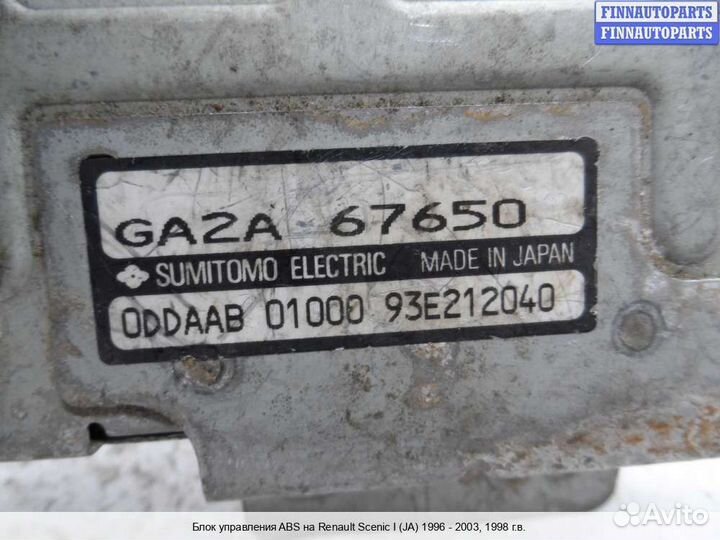 FINNAUTOPARTS
FINNAUTOPARTS
GA2A 67650
SUMITOMO ELECTRIC MADE IN JAPAN
0DDAAB 01000 93E212040
Avito
Блок управления ABS на Renault Scenic I (JA) 1996 - 2003, 1998 г.в.